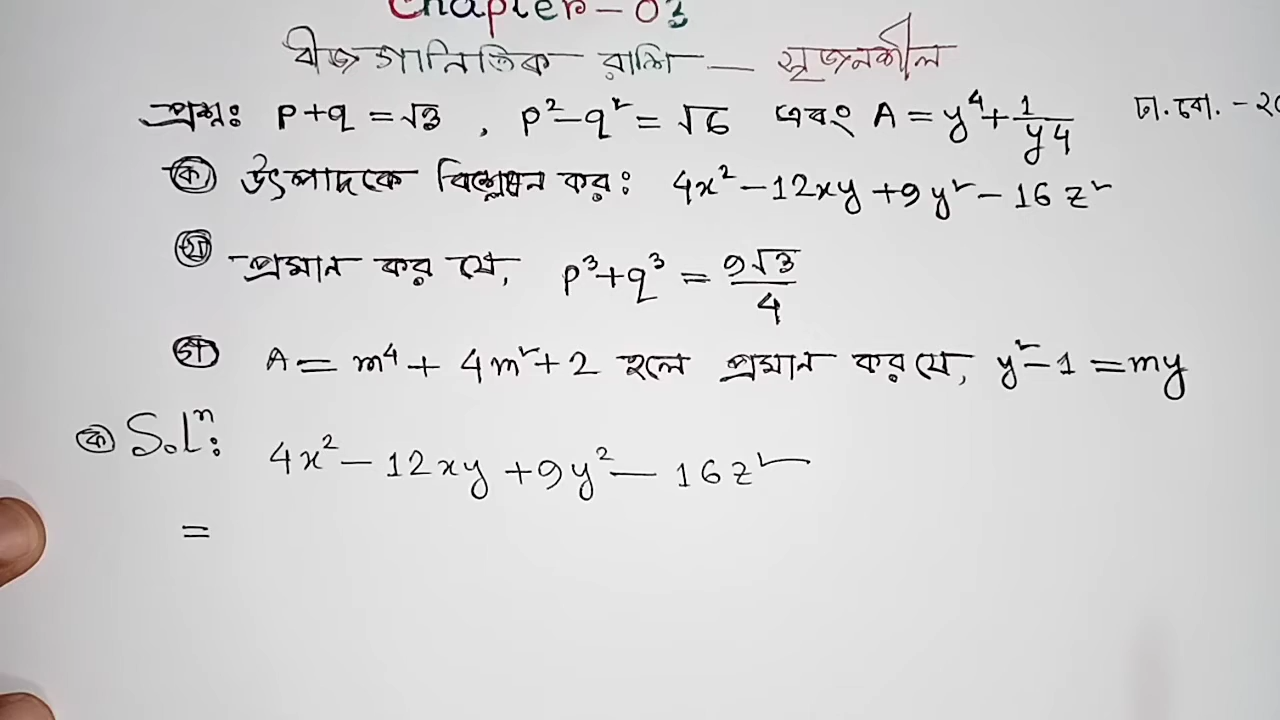 Chapter - 03
বীজগানিতিক রাশি — সৃজনশীল
প্রশ্নঃ p+q = √3 , p² - q² = √6 এবং A = y⁴ + 1/y⁴ ঢা.বো. -
ক উৎপাদকে বিশ্লেষন করঃ 4x² - 12xy + 9y² - 16z²
খ প্রমান কর যে, p³+q³ = 9√3/4
গ A = m⁴ + 4m² + 2 হলে প্রমান কর যে, y² - 1 = my
ক Solⁿ: 4x² - 12xy + 9y² - 16z²
=